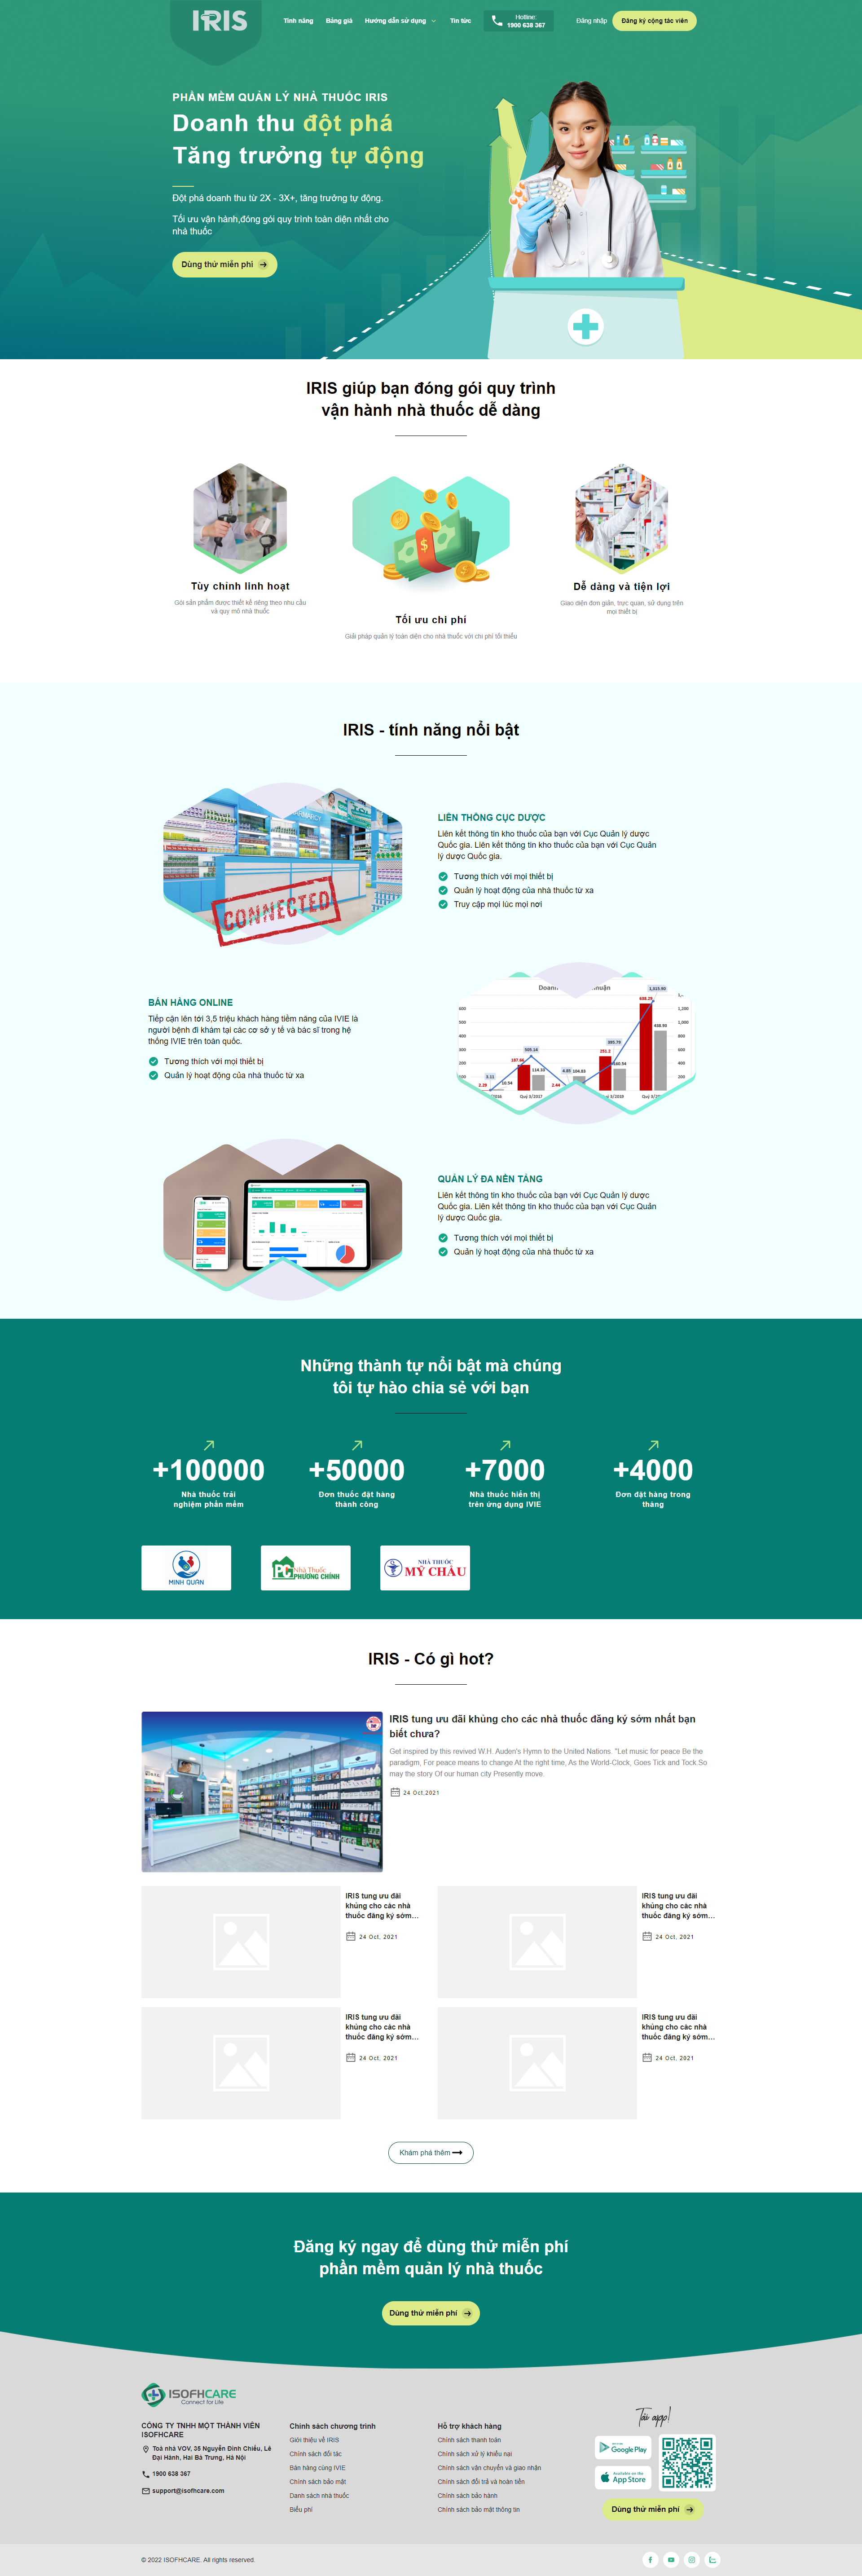 IRIS
Tính năng
Bảng giá
Hướng dẫn sử dụng
Tin tức
Hotline:
1900 638 367
Đăng nhập
Đăng ký cộng tác viên
PHẦN MỀM QUẢN LÝ NHÀ THUỐC IRIS
Doanh thu đột phá
Tăng trưởng tự động
Đột phá doanh thu từ 2X - 3X+, tăng trưởng tự động.
Tối ưu vận hành,đóng gói quy trình toàn diện nhất cho
nhà thuốc
Dùng thử miễn phí
IRIS giúp bạn đóng gói quy trình
vận hành nhà thuốc dễ dàng
Tùy chỉnh linh hoạt
Gói sản phẩm được thiết kế riêng theo nhu cầu
và quy mô nhà thuốc
Tối ưu chi phí
Giải pháp quản lý toàn diện cho nhà thuốc với chi phí tối thiểu
Dễ dàng và tiện lợi
Giao diện đơn giản, trực quan, sử dụng trên
mọi thiết bị
IRIS - tính năng nổi bật
CONNECTED
LIÊN THÔNG CỤC DƯỢC
Liên kết thông tin kho thuốc của bạn với Cục Quản lý dược
Quốc gia. Liên kết thông tin kho thuốc của bạn với Cục Quản
lý dược Quốc gia.
Tương thích với mọi thiết bị
Quản lý hoạt động của nhà thuốc từ xa
Truy cập mọi lúc mọi nơi
BÁN HÀNG ONLINE
Tiếp cận lên tới 3,5 triệu khách hàng tiềm năng của IVIE là
người bệnh đi khám tại các cơ sở y tế và bác sĩ trong hệ
thống IVIE trên toàn quốc.
Tương thích với mọi thiết bị
Quản lý hoạt động của nhà thuốc từ xa
QUẢN LÝ ĐA NỀN TẢNG
Liên kết thông tin kho thuốc của bạn với Cục Quản lý dược
Quốc gia. Liên kết thông tin kho thuốc của bạn với Cục Quản
lý dược Quốc gia.
Tương thích với mọi thiết bị
Quản lý hoạt động của nhà thuốc từ xa
Những thành tự nổi bật mà chúng
tôi tự hào chia sẻ với bạn
+100000
Nhà thuốc trải
nghiệm phần mềm
+50000
Đơn thuốc đặt hàng
thành công
+7000
Nhà thuốc hiển thị
trên ứng dụng IVIE
+4000
Đơn đặt hàng trong
tháng
MINH QUÂN
PC Nhà Thuốc
PHƯƠNG CHÍNH
NHÀ THUỐC
MỸ CHÂU
IRIS - Có gì hot?
IRIS tung ưu đãi khủng cho các nhà thuốc đăng ký sớm nhất bạn
biết chưa?
Get inspired by this revived W.H. Auden's Hymn to the United Nations. "Let music for peace Be the
paradigm, For peace means to change At the right time, As the World-Clock, Goes Tick and Tock So
may the story Of our human city Presently move.
24 Oct,2021
IRIS tung ưu đãi
khủng cho các nhà
thuốc đăng ký sớm...
24 Oct, 2021
IRIS tung ưu đãi
khủng cho các nhà
thuốc đăng ký sớm...
24 Oct, 2021
IRIS tung ưu đãi
khủng cho các nhà
thuốc đăng ký sớm...
24 Oct, 2021
IRIS tung ưu đãi
khủng cho các nhà
thuốc đăng ký sớm...
24 Oct, 2021
Khám phá thêm
Đăng ký ngay để dùng thử miễn phí
phần mềm quản lý nhà thuốc
Dùng thử miễn phí
ISOFHCARE
Connect for Life
CÔNG TY TNHH MỘT THÀNH VIÊN
ISOFHCARE
Toà nhà VOV, 35 Nguyễn Đình Chiểu, Lê
Đại Hành, Hai Bà Trưng, Hà Nội
1900 638 367
support@isofhcare.com
Chính sách chương trình
Giới thiệu về IRIS
Chính sách đối tác
Bán hàng cùng IVIE
Chính sách bảo mật
Danh sách nhà thuốc
Biểu phí
Hỗ trợ khách hàng
Chính sách thanh toán
Chính sách xử lý khiếu nại
Chính sách vận chuyển và giao nhận
Chính sách đổi trả và hoàn tiền
Chính sách bảo hành
Chính sách bảo mật thông tin
Tải app!
Google Play
Available on the
App Store
Dùng thử miễn phí
© 2022 ISOFHCARE. All rights reserved.